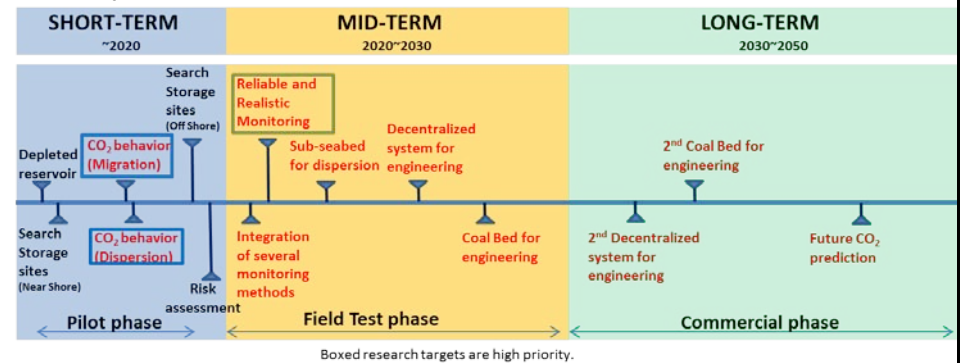 SHORT-TERM
~2020
MID-TERM
2020~2030
LONG-TERM
2030~2050
Depleted
reservoir
CO₂ behavior
(Migration)
Search
Storage
sites
(Off Shore)
Reliable and
Realistic
Monitoring
Sub-seabed
for dispersion
Decentralized
system for
engineering
2nd Coal Bed for
engineering
Search
Storage
sites
(Near Shore)
CO₂ behavior
(Dispersion)
Risk
assessment
Integration
of several
monitoring
methods
Coal Bed for
engineering
2nd Decentralized
system for
engineering
Future CO₂
prediction
Pilot phase
Field Test phase
Commercial phase
Boxed research targets are high priority.